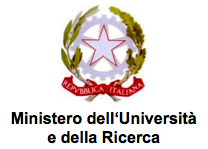 REPVBBLICA ITALIANA
Ministero dell‘Università
e della Ricerca